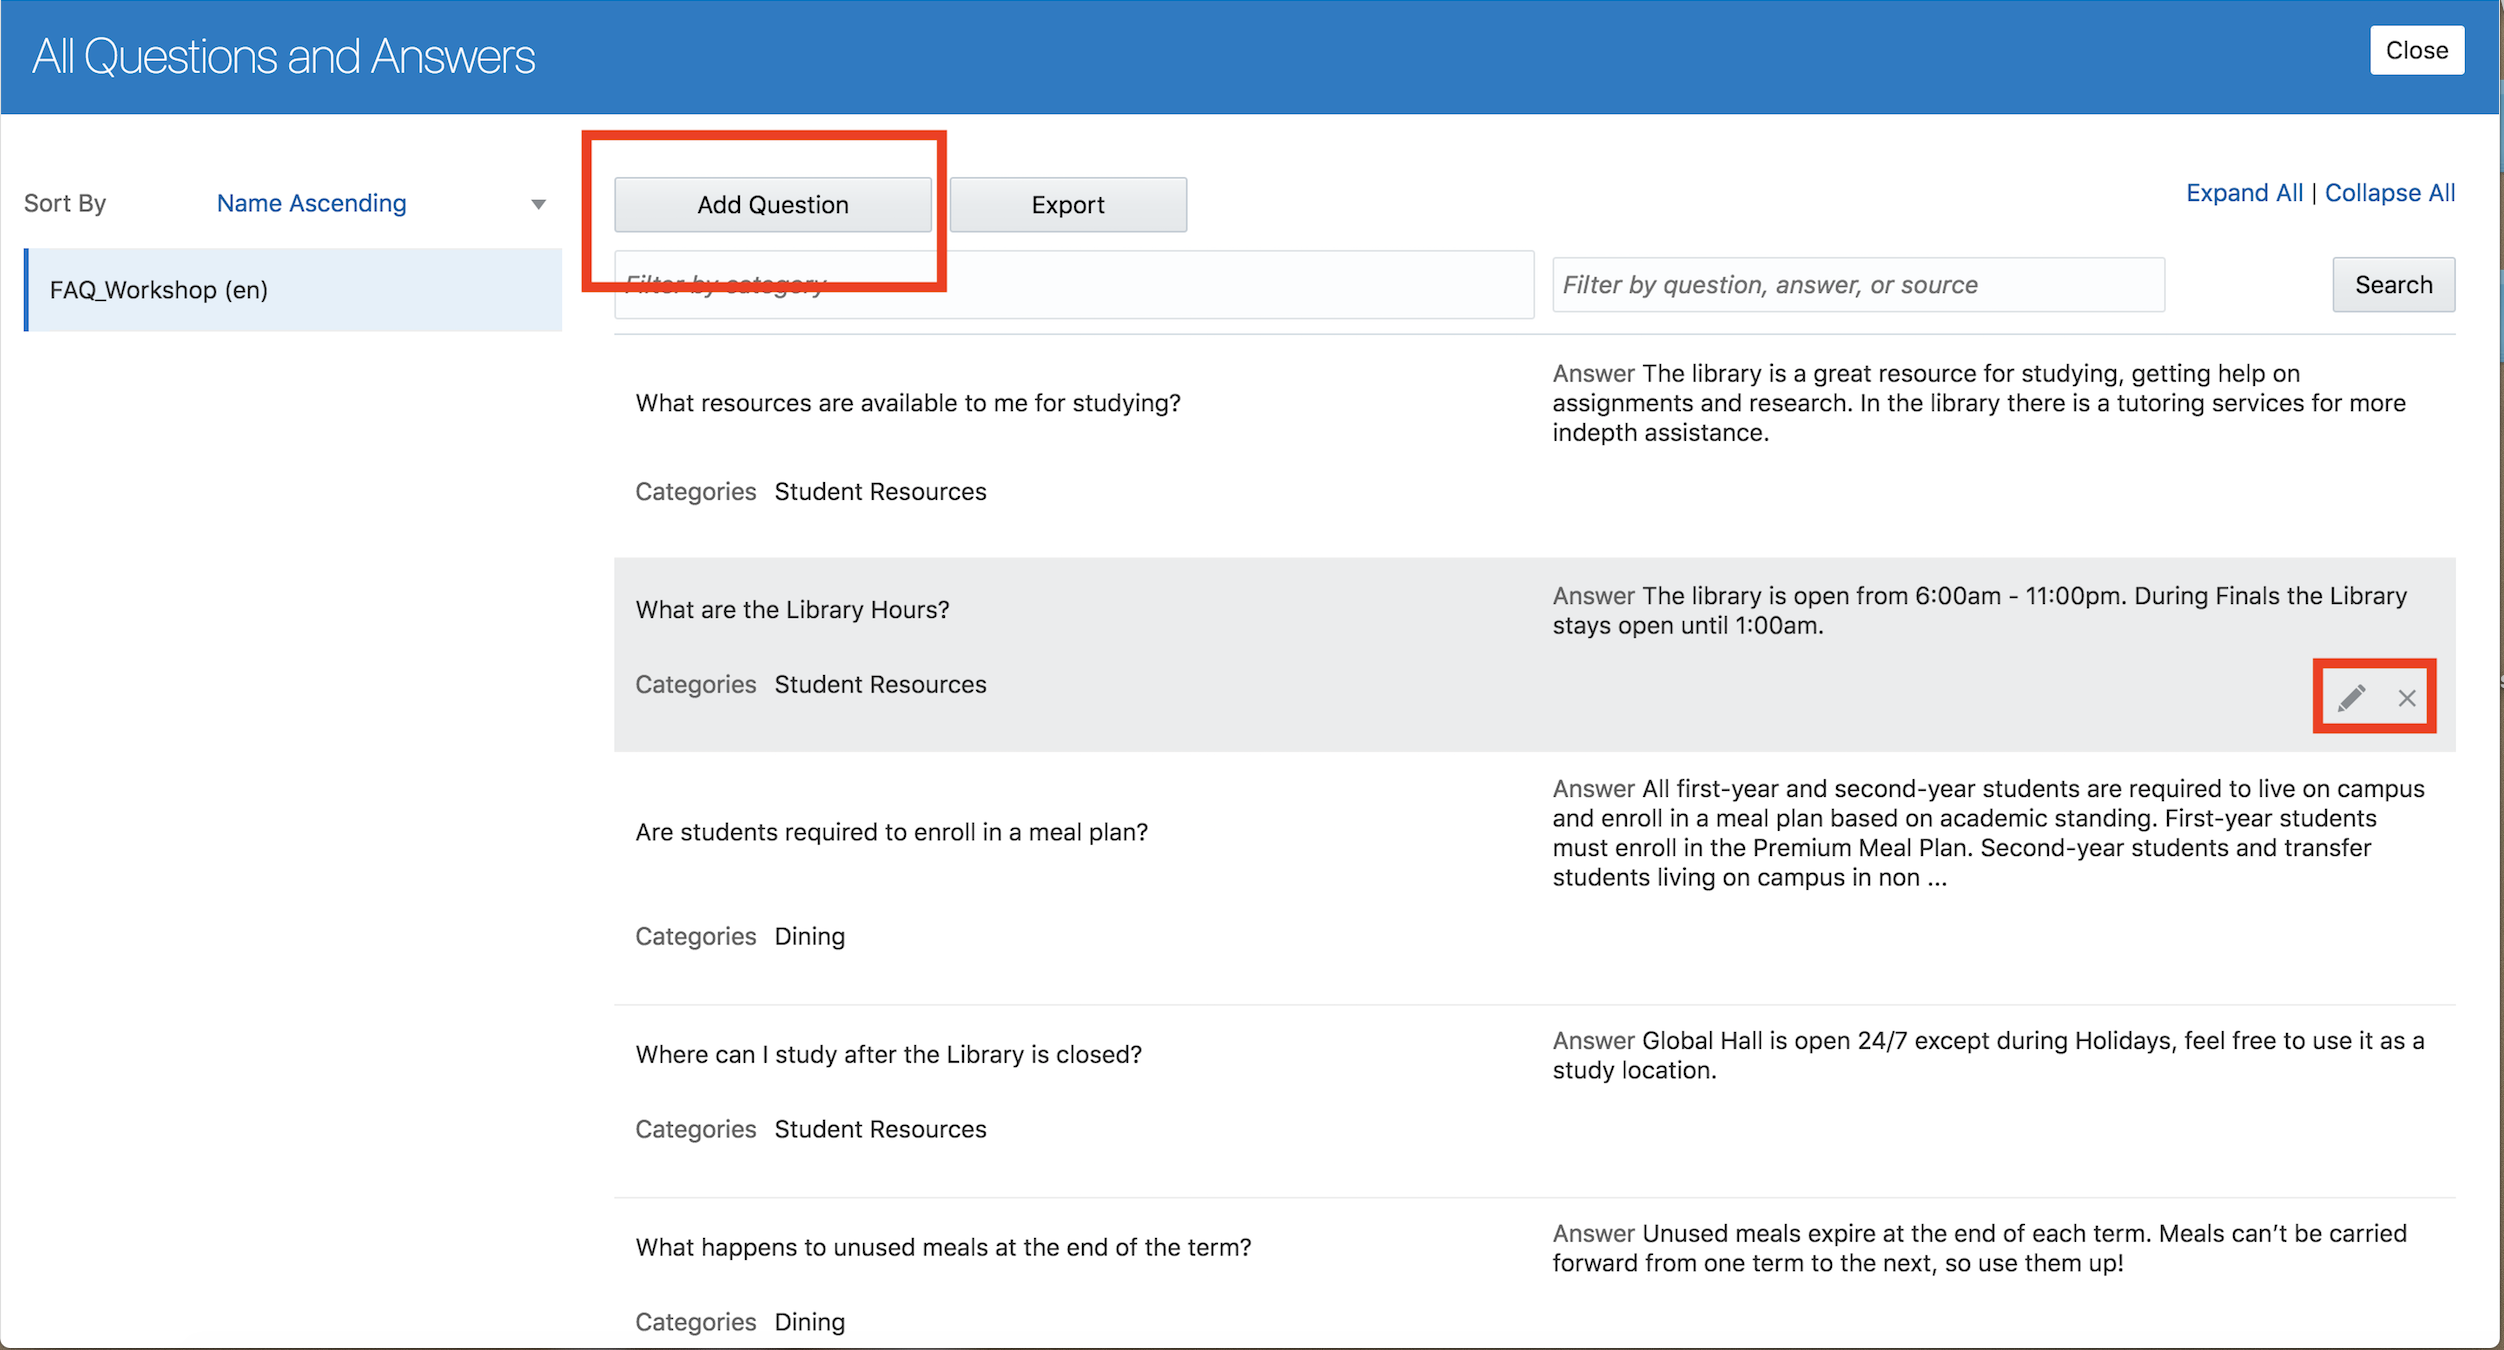 All Questions and Answers
Close
Sort By
Name Ascending
FAQ_Workshop (en)
Add Question
Export
Expand All | Collapse All
Filter by category
Filter by question, answer, or source
Search
What resources are available to me for studying?
Answer The library is a great resource for studying, getting help on
assignments and research. In the library there is a tutoring services for more
indepth assistance.
Categories Student Resources
What are the Library Hours?
Answer The library is open from 6:00am - 11:00pm. During Finals the Library
stays open until 1:00am.
Categories Student Resources
Are students required to enroll in a meal plan?
Answer All first-year and second-year students are required to live on campus
and enroll in a meal plan based on academic standing. First-year students
must enroll in the Premium Meal Plan. Second-year students and transfer
students living on campus in non ...
Categories Dining
Where can I study after the Library is closed?
Answer Global Hall is open 24/7 except during Holidays, feel free to use it as a
study location.
Categories Student Resources
What happens to unused meals at the end of the term?
Answer Unused meals expire at the end of each term. Meals can’t be carried
forward from one term to the next, so use them up!
Categories Dining